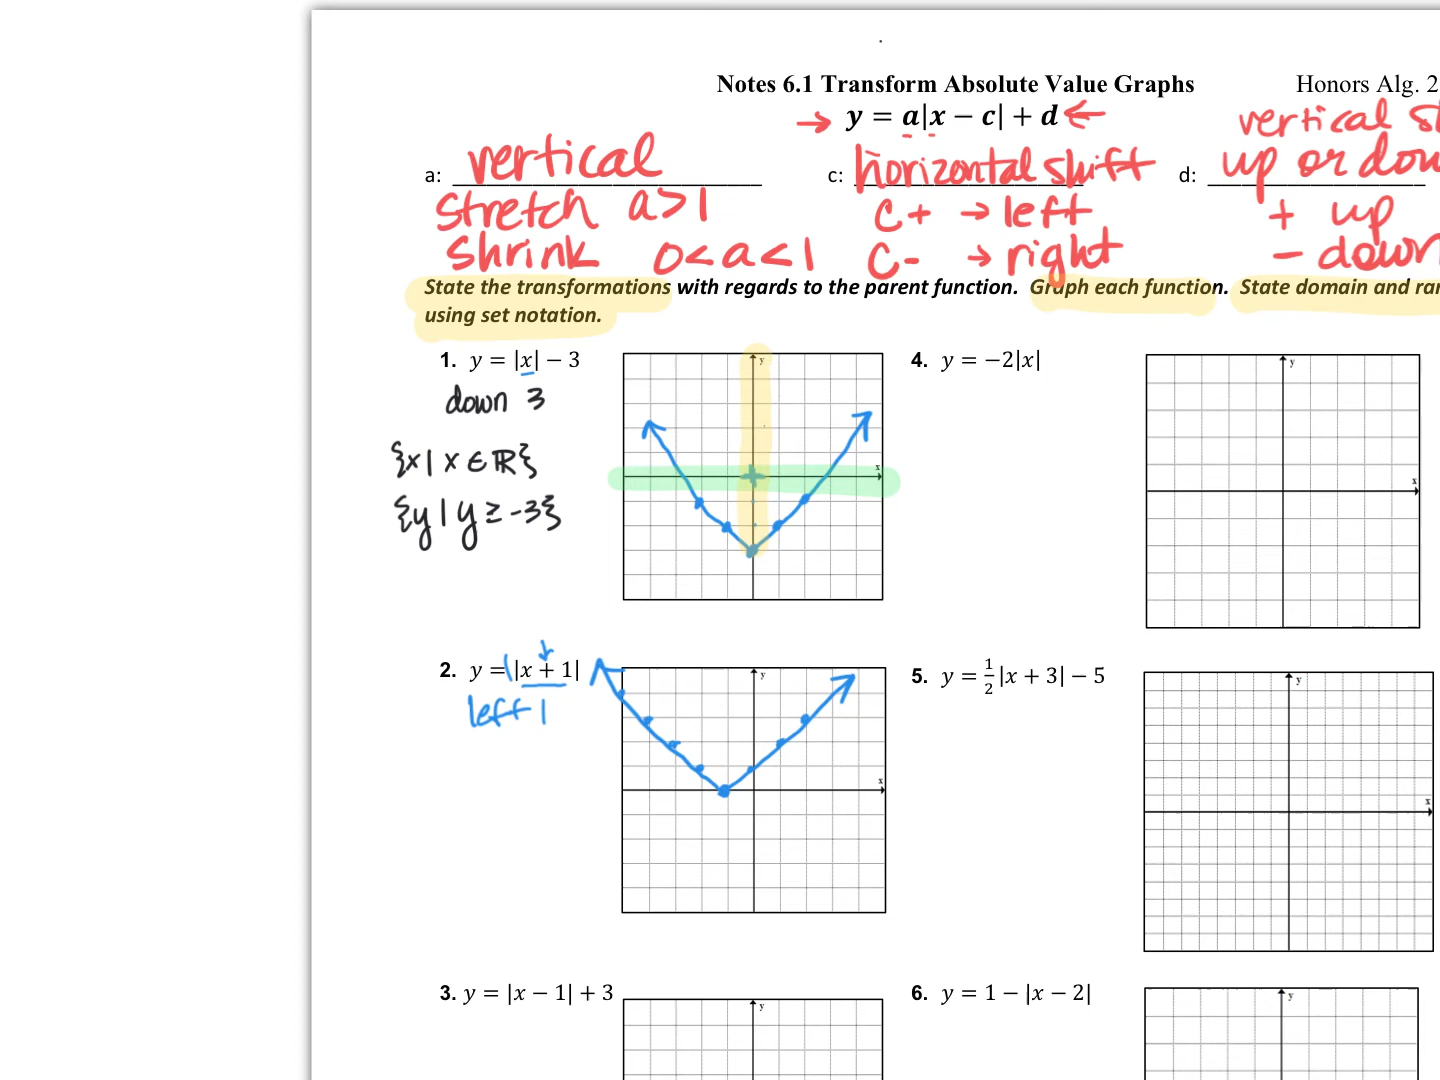 Notes 6.1 Transform Absolute Value Graphs
Honors Alg. 2
→ y = a|x − c| + d ←
a: vertical
stretch a>1
shrink 0<a<1
c: horizontal shift
c+ → left
c- → right
d: vertical
up or
+ up
- down
State the transformations with regards to the parent function. Graph each function. State domain and
using set notation.
1. y = |x| − 3
down 3
{x| x ∈ ℝ}
{y| y ≥ -3}
y
x
4. y = −2|x|
y
x
2. y = |x + 1|
left 1
y
x
5. y = 1/2|x + 3| − 5
y
x
3. y = |x − 1| + 3
y
6. y = 1 − |x − 2|
y